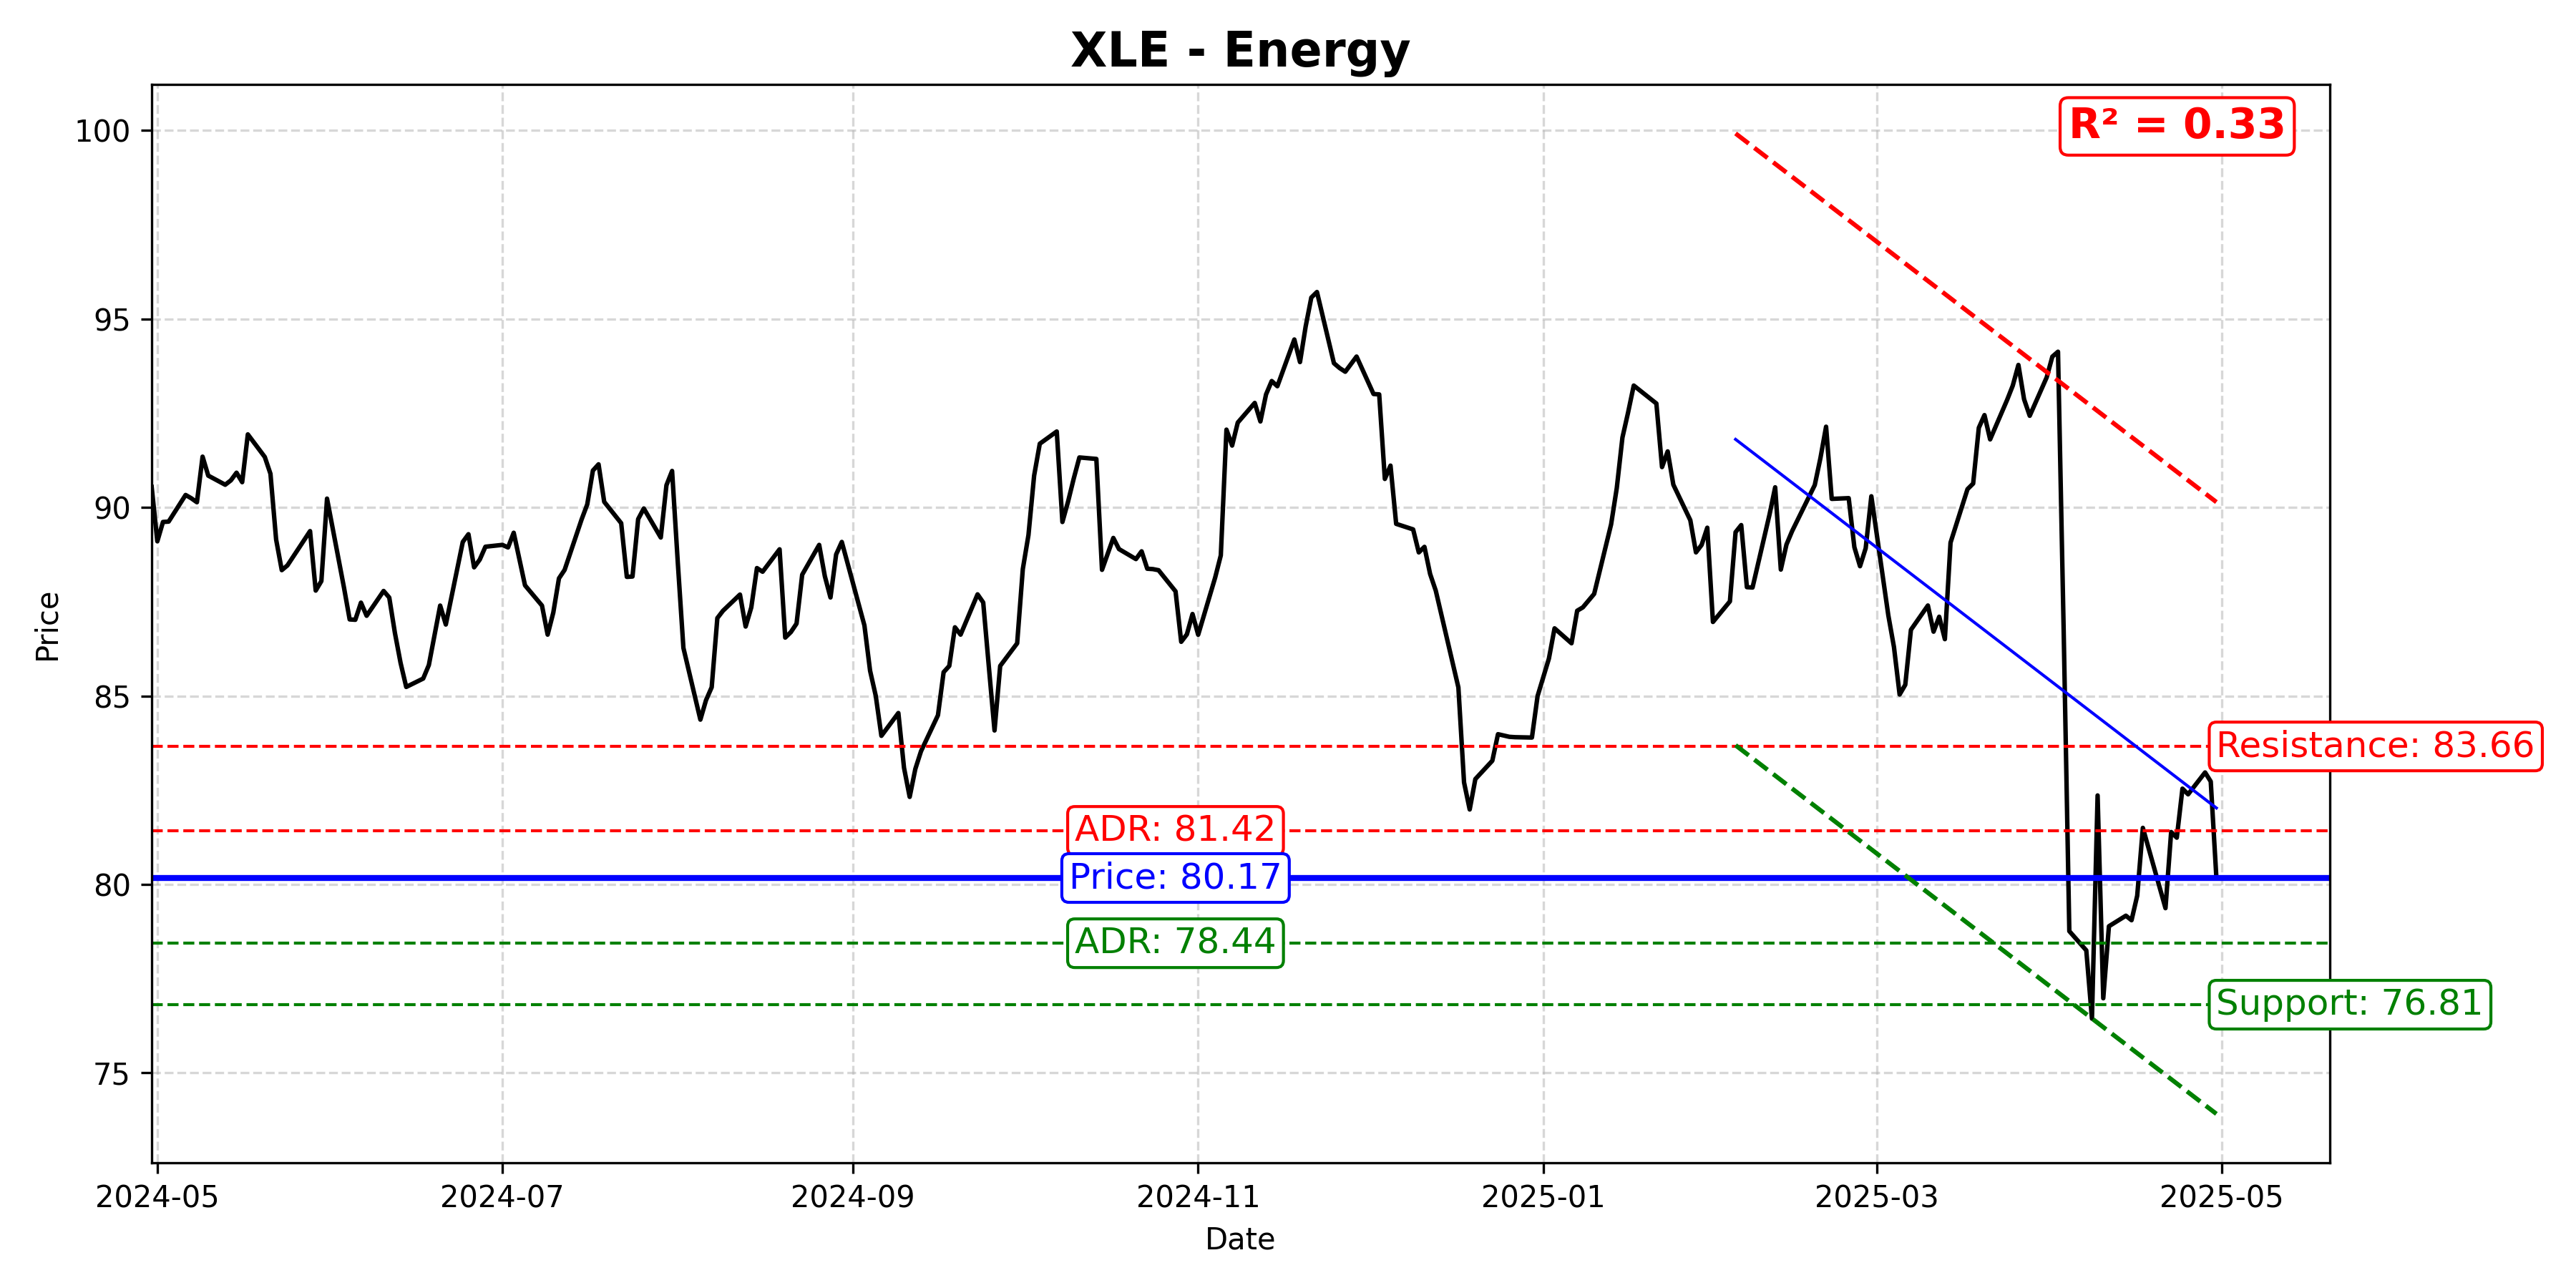 XLE - Energy
R² = 0.33
100
95
90
85
80
75
Price
Resistance: 83.66
ADR: 81.42
Price: 80.17
ADR: 78.44
Support: 76.81
2024-05
2024-07
2024-09
2024-11
2025-01
2025-03
2025-05
Date